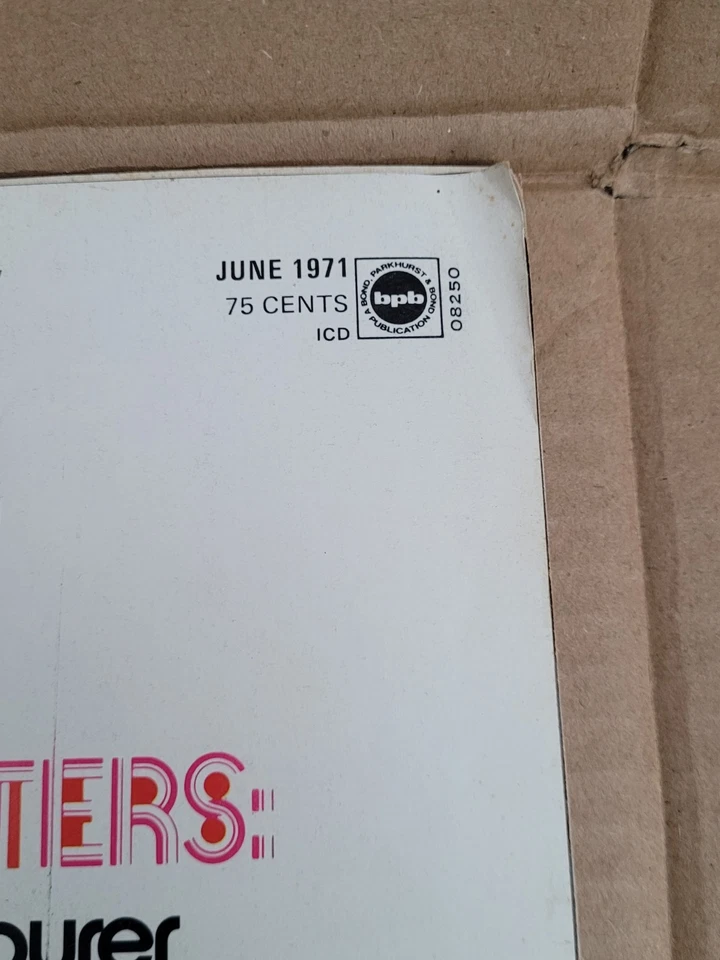 JUNE 1971
75 CENTS
ICD
A BOND, PARKHURST & BOND PUBLICATION
bpb
08250
TERS:
ourer